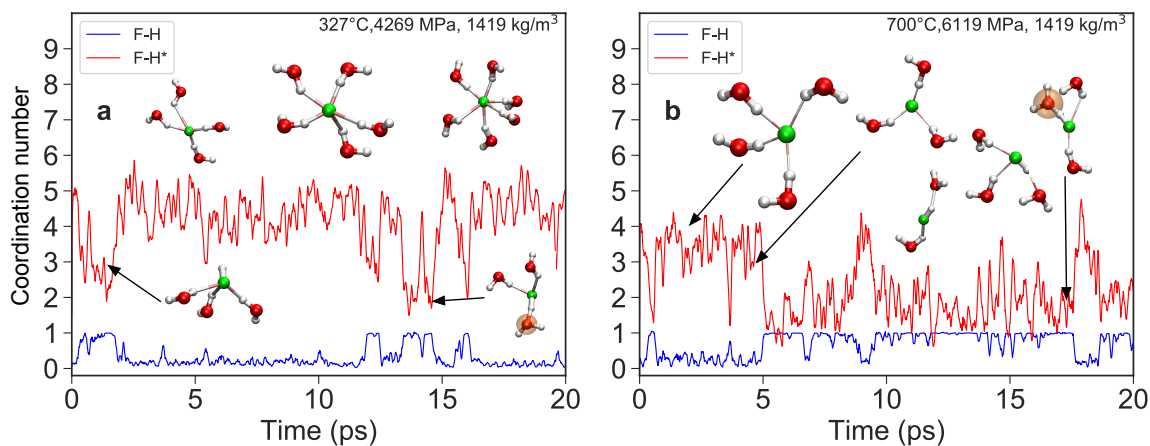 327°C,4269 MPa, 1419 kg/m³
F-H
F-H*
a
Coordination number
9
8
7
6
5
4
3
2
1
0
0
5
10
15
20
Time (ps)
700°C,6119 MPa, 1419 kg/m³
F-H
F-H*
b
9
8
7
6
5
4
3
2
1
0
0
5
10
15
20
Time (ps)